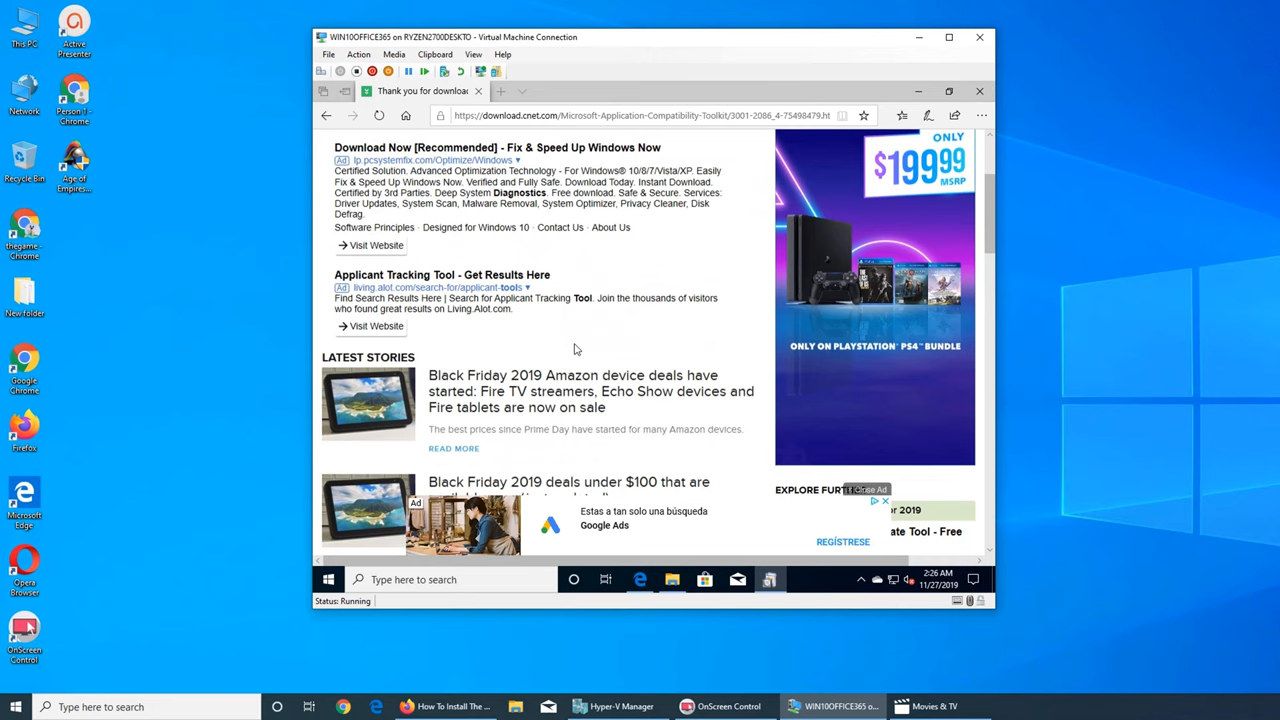 This PC
Active
Presenter
Network
Person 1 -
Chrome
Recycle Bin
Age of
Empires...
thegame -
Chrome
New folder
Google
Chrome
Firefox
Microsoft
Edge
Opera
Browser
OnScreen
Control
WIN10OFFICE365 on RYZEN2700DESKTO - Virtual Machine Connection
File Action Media Clipboard View Help
Thank you for download
https://download.cnet.com/Microsoft-Application-Compatibility-Toolkit/3001-2086_4-75498479.ht
Download Now [Recommended] - Fix & Speed Up Windows Now
Ad lp.pcsystemfix.com/Optimize/Windows
Certified Solution. Advanced Optimization Technology - For Windows® 10/8/7/Vista/XP. Easily
Fix & Speed Up Windows Now. Verified and Fully Safe. Download Today. Instant Download.
Certified by 3rd Parties. Deep System Diagnostics. Free download. Safe & Secure. Services:
Driver Updates, System Scan, Malware Removal, System Optimizer, Privacy Cleaner, Disk
Defrag.
Software Principles · Designed for Windows 10 · Contact Us · About Us
Visit Website
Applicant Tracking Tool - Get Results Here
Ad living.alot.com/search-for/applicant-tools
Find Search Results Here | Search for Applicant Tracking Tool. Join the thousands of visitors
who found great results on Living.Alot.com.
Visit Website
LATEST STORIES
Black Friday 2019 Amazon device deals have
started: Fire TV streamers, Echo Show devices and
Fire tablets are now on sale
The best prices since Prime Day have started for many Amazon devices.
READ MORE
Black Friday 2019 deals under $100 that are
ONLY
$199.99
MSRP
ONLY ON PLAYSTATION® PS4™BUNDLE
EXPLORE FURTH
Close Ad
or 2019
ate Tool - Free
Ad
Estas a tan solo una búsqueda
Google Ads
REGÍSTRESE
Type here to search
2:26 AM
11/27/2019
Status: Running
Type here to search
How To Install The ...
Hyper-V Manager
OnScreen Control
WIN10OFFICE365 o...
Movies & TV